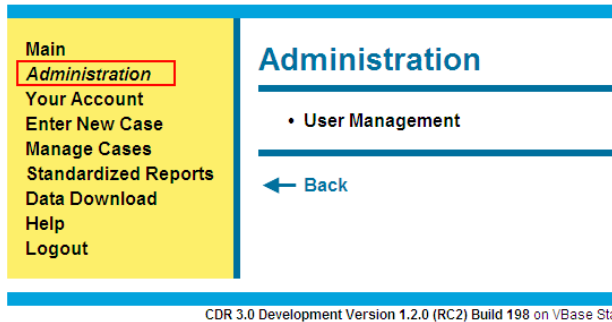 Main
Administration
Your Account
Enter New Case
Manage Cases
Standardized Reports
Data Download
Help
Logout
Administration
• User Management
Back
CDR 3.0 Development Version 1.2.0 (RC2) Build 198 on VBase